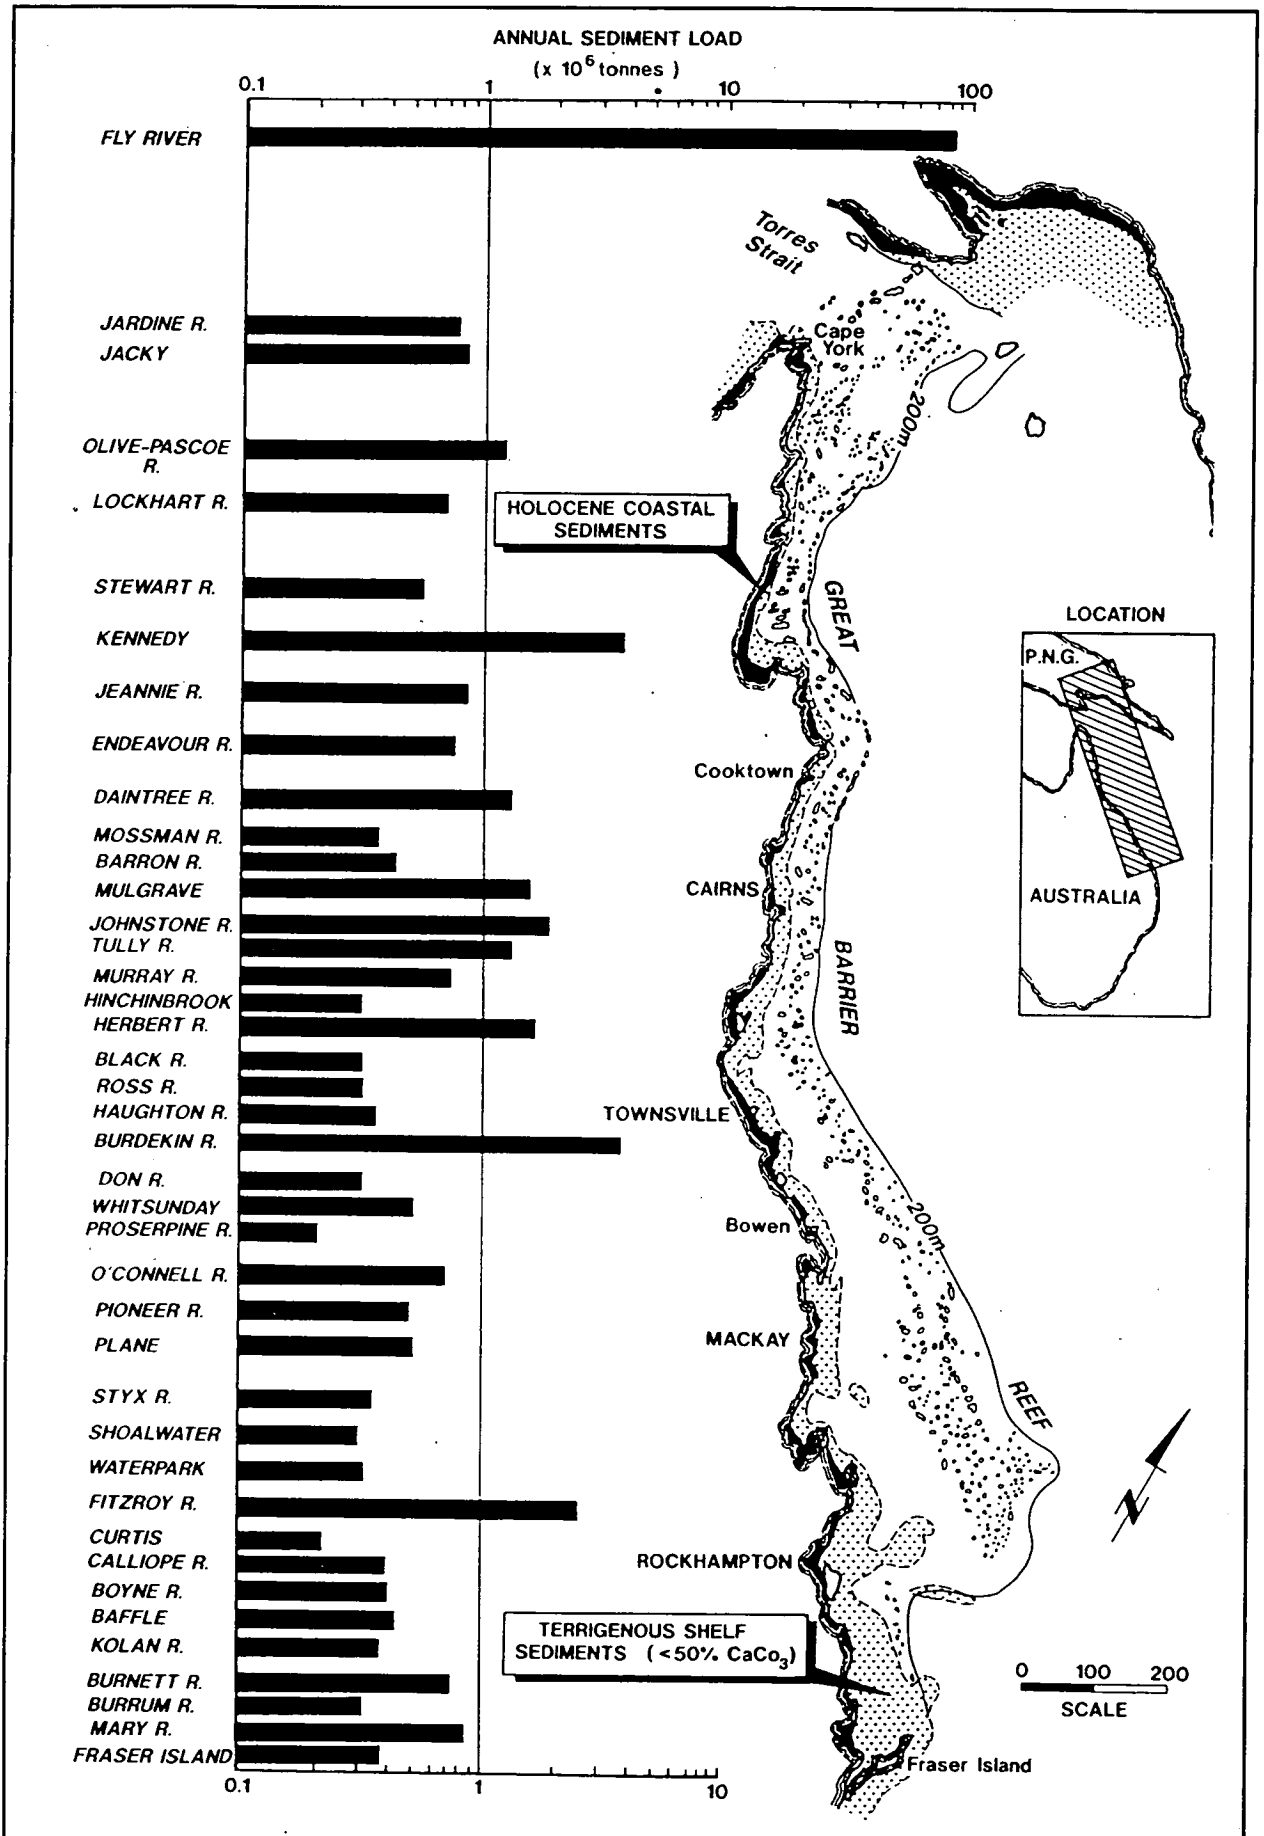 ANNUAL SEDIMENT LOAD
(x 10⁶ tonnes)
0.1 1 10 100
FLY RIVER
Torres
Strait
JARDINE R.
JACKY
Cape
York
200m
OLIVE-PASCOE
R.
LOCKHART R.
HOLOCENE COASTAL
SEDIMENTS
STEWART R.
GREAT
KENNEDY
LOCATION
P.N.G.
JEANNIE R.
ENDEAVOUR R.
Cooktown
DAINTREE R.
MOSSMAN R.
BARRON R.
MULGRAVE
CAIRNS
AUSTRALIA
JOHNSTONE R.
TULLY R.
BARRIER
MURRAY R.
HINCHINBROOK
HERBERT R.
BLACK R.
ROSS R.
HAUGHTON R.
TOWNSVILLE
BURDEKIN R.
DON R.
WHITSUNDAY
PROSERPINE R.
Bowen
200m
O'CONNELL R.
PIONEER R.
PLANE
MACKAY
STYX R.
REEF
SHOALWATER
WATERPARK
FITZROY R.
N
CURTIS
CALLIOPE R.
ROCKHAMPTON
BOYNE R.
BAFFLE
KOLAN R.
TERRIGENOUS SHELF
SEDIMENTS (<50% CaCo₃)
BURNETT R.
BURRUM R.
MARY R.
FRASER ISLAND
0 100 200
SCALE
Fraser Island
0.1 1 10